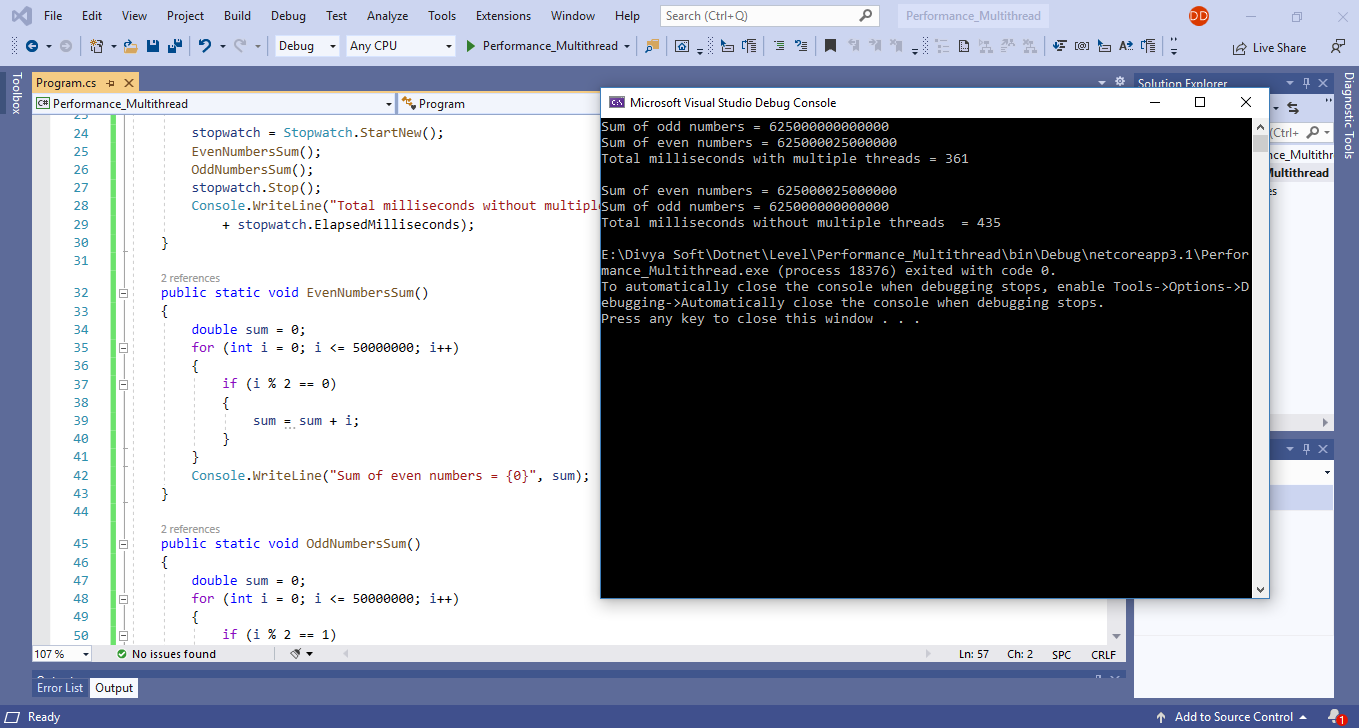 File Edit View Project Build Debug Test Analyze Tools Extensions Window Help Search (Ctrl+Q) Performance_Multithread DD
Debug Any CPU Performance_Multithread Live Share
Toolbox
Program.cs
Solution Explorer
Diagnostic Tools
C# Performance_Multithread Program
(Ctrl+
nce_Multithr
Multithread
es
23
24 stopwatch = Stopwatch.StartNew();
25 EvenNumbersSum();
26 OddNumbersSum();
27 stopwatch.Stop();
28 Console.WriteLine("Total milliseconds without multiple
29 + stopwatch.ElapsedMilliseconds);
30 }
31
2 references
32 public static void EvenNumbersSum()
33 {
34 double sum = 0;
35 for (int i = 0; i <= 50000000; i++)
36 {
37 if (i % 2 == 0)
38 {
39 sum = sum + i;
40 }
41 }
42 Console.WriteLine("Sum of even numbers = {0}", sum);
43 }
44
2 references
45 public static void OddNumbersSum()
46 {
47 double sum = 0;
48 for (int i = 0; i <= 50000000; i++)
49 {
50 if (i % 2 == 1)
C:\ Microsoft Visual Studio Debug Console
Sum of odd numbers = 625000000000000
Sum of even numbers = 625000025000000
Total milliseconds with multiple threads = 361
Sum of even numbers = 625000025000000
Sum of odd numbers = 625000000000000
Total milliseconds without multiple threads  = 435
E:\Divya Soft\Dotnet\Level\Performance_Multithread\bin\Debug\netcoreapp3.1\Perfor
mance_Multithread.exe (process 18376) exited with code 0.
To automatically close the console when debugging stops, enable Tools->Options->D
ebugging->Automatically close the console when debugging stops.
Press any key to close this window . . .
107 % No issues found Ln: 57 Ch: 2 SPC CRLF
Error List Output
Ready Add to Source Control 1